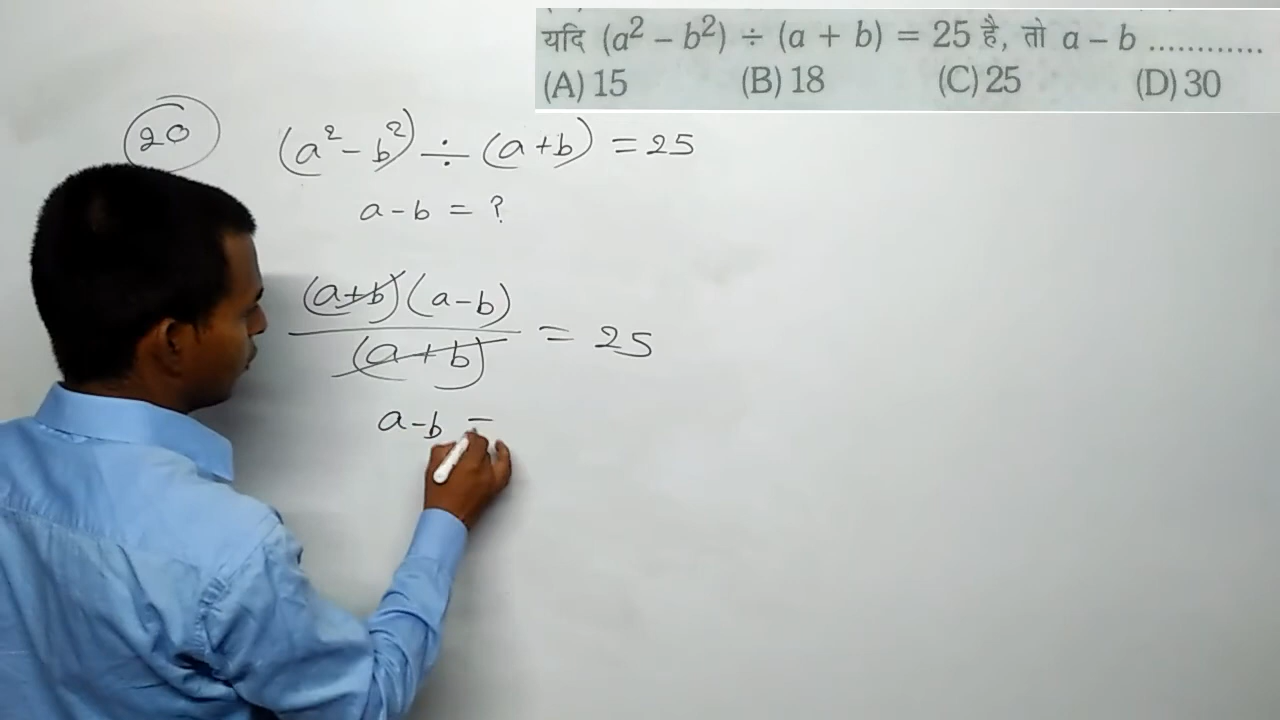 यदि (a² – b²) ÷ (a + b) = 25 है, तो a – b ............
(A) 15 (B) 18 (C) 25 (D) 30
20 (a² - b²) ÷ (a+b) = 25
a - b = ?
(a+b)(a-b)
(a+b)
= 25
a-b =